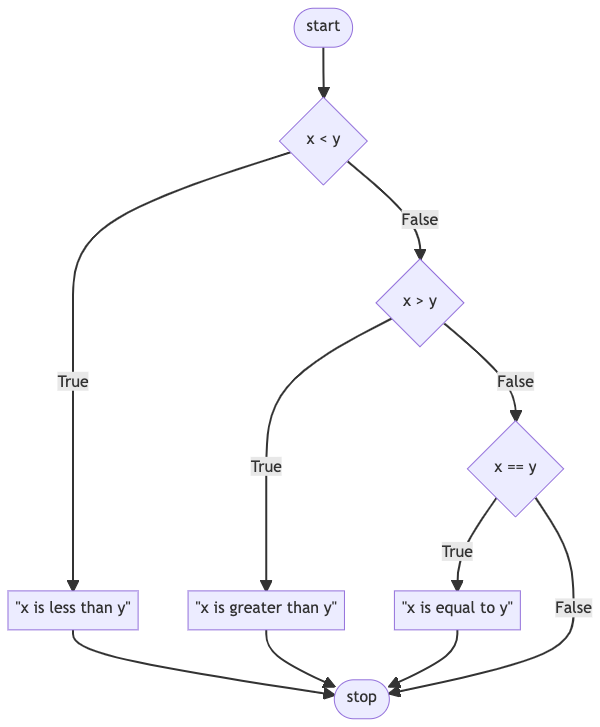 start
x < y
False
x > y
True
False
True
x == y
True
"x is less than y"
"x is greater than y"
"x is equal to y"
False
stop